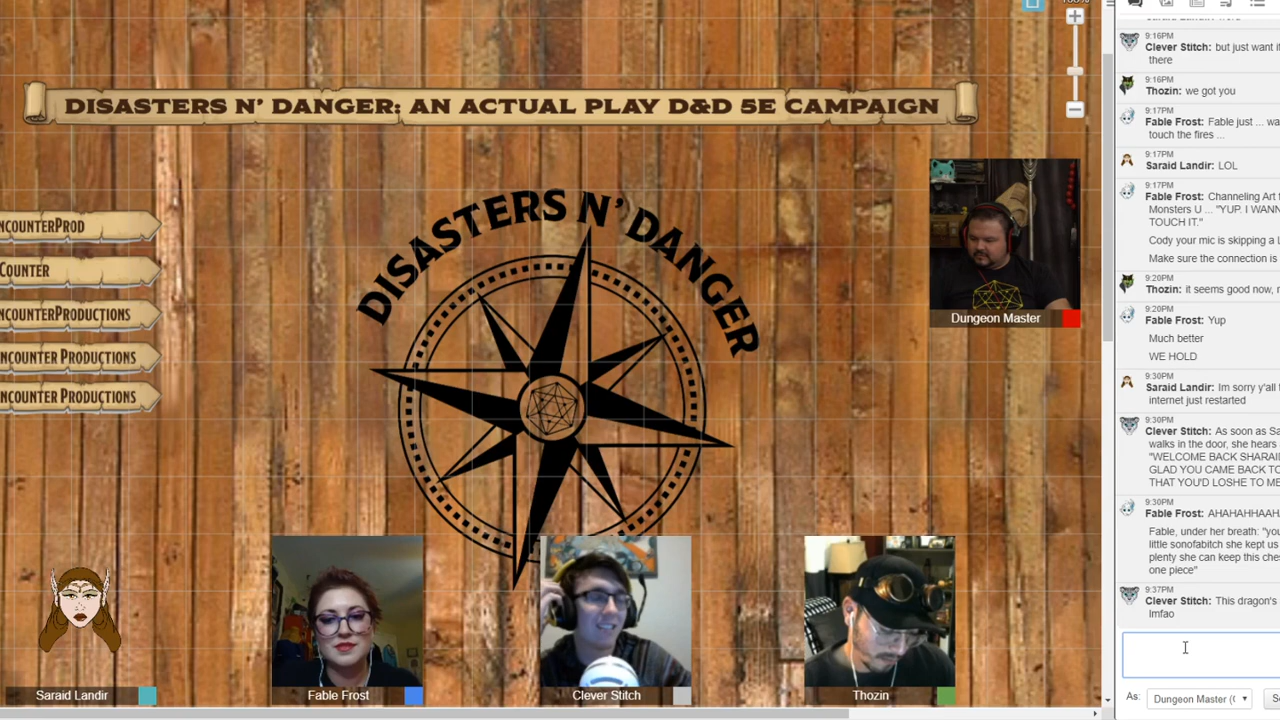 100%
9:16PM
Clever Stitch: but just want i
there
9:16PM
Thozin: we got you
9:17PM
Fable Frost: Fable just ... wa
touch the fires ...
9:17PM
Saraid Landir: LOL
9:17PM
Fable Frost: Channeling Art
Monsters U ... "YUP. I WANN
TOUCH IT."
Cody your mic is skipping a
Make sure the connection is
9:20PM
Thozin: it seems good now,
9:20PM
Fable Frost: Yup
Much better
WE HOLD
9:30PM
Saraid Landir: Im sorry y'all
internet just restarted
9:30PM
Clever Stitch: As soon as Sa
walks in the door, she hears
"WELCOME BACK SHARAI
GLAD YOU CAME BACK TO
THAT YOU'D LOSHE TO ME
9:30PM
Fable Frost: AHAHAHHAAH
Fable, under her breath: "you
little sonofabitch she kept us
plenty she can keep this che
one piece"
9:37PM
Clever Stitch: This dragon's
lmfao
As: Dungeon Master (
DISASTERS N' DANGER: AN ACTUAL PLAY D&D 5E CAMPAIGN
DISASTERS N' DANGER
NCOUNTERPROD
COUNTER
NCOUNTERPRODUCTIONS
NCOUNTER PRODUCTIONS
NCOUNTER PRODUCTIONS
Dungeon Master
Saraid Landir
Fable Frost
Clever Stitch
Thozin